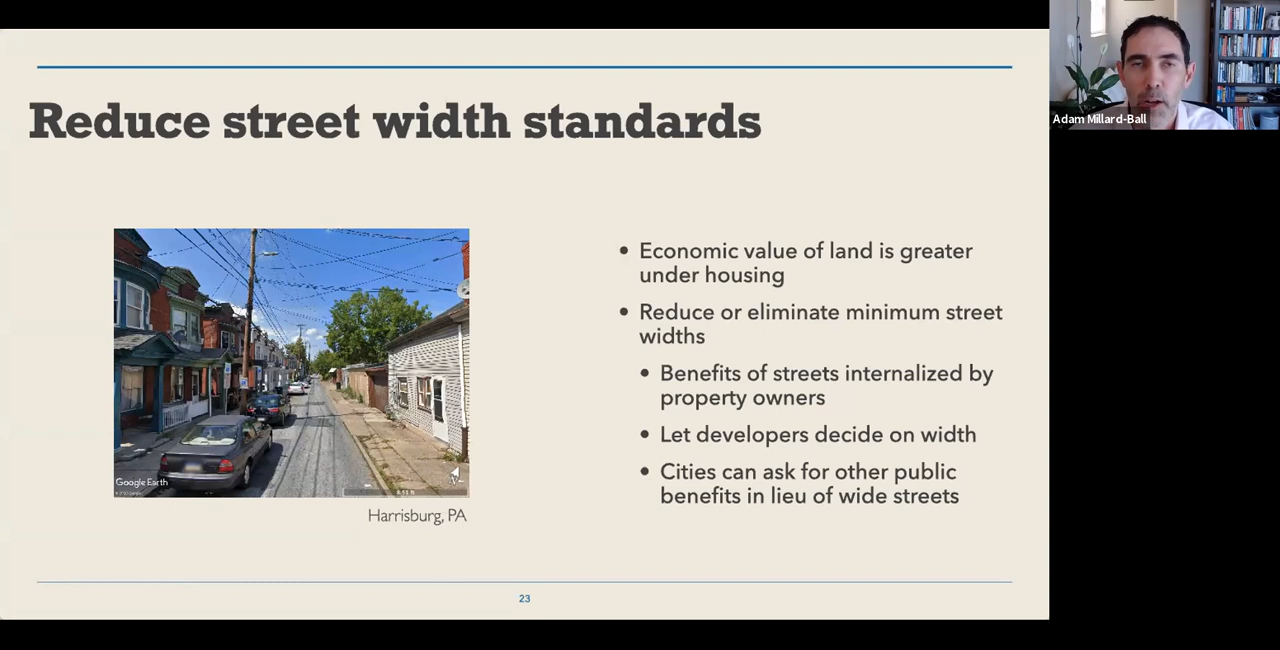 Reduce street width standards
Adam Millard-Ball
• Economic value of land is greater
under housing
• Reduce or eliminate minimum street
widths
• Benefits of streets internalized by
property owners
• Let developers decide on width
• Cities can ask for other public
benefits in lieu of wide streets
Google Earth
Harrisburg, PA
23